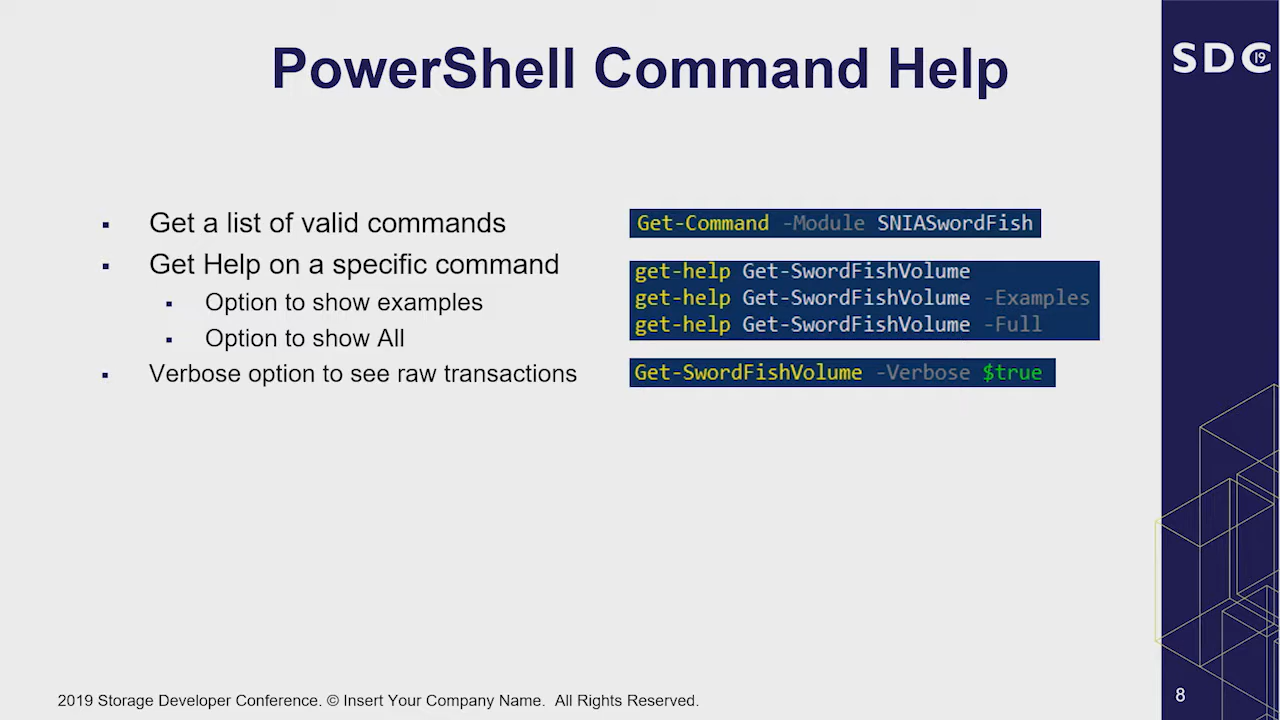 PowerShell Command Help
SDC 19
▪ Get a list of valid commands
Get-Command -Module SNIASwordFish
▪ Get Help on a specific command
get-help Get-SwordFishVolume
▪ Option to show examples
get-help Get-SwordFishVolume -Examples
▪ Option to show All
get-help Get-SwordFishVolume -Full
▪ Verbose option to see raw transactions
Get-SwordFishVolume -Verbose $true
2019 Storage Developer Conference. © Insert Your Company Name. All Rights Reserved.
8